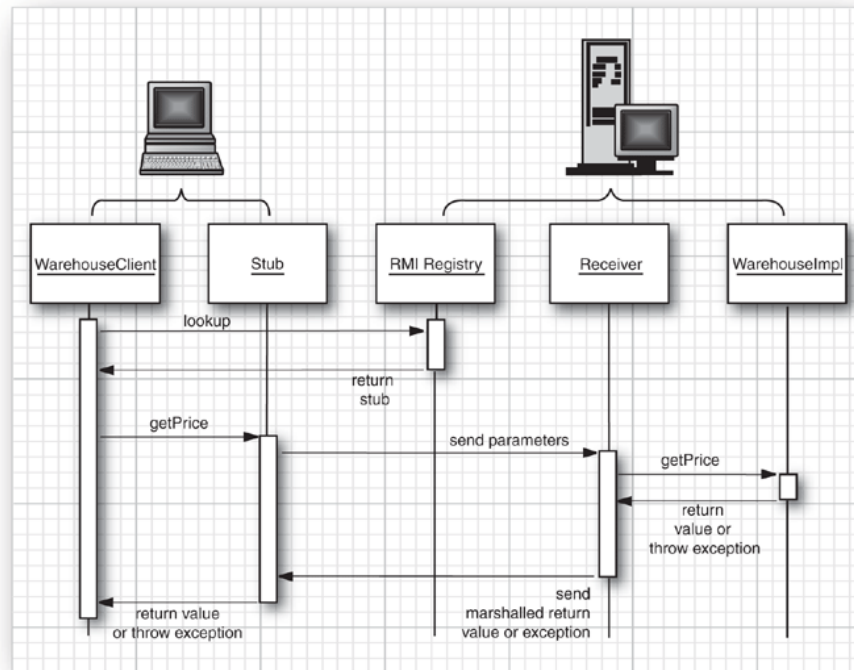 WarehouseClient
Stub
RMI Registry
Receiver
WarehouseImpl
lookup
return
stub
getPrice
send parameters
getPrice
return
value or
throw exception
send
marshalled return
value or exception
return value
or throw exception